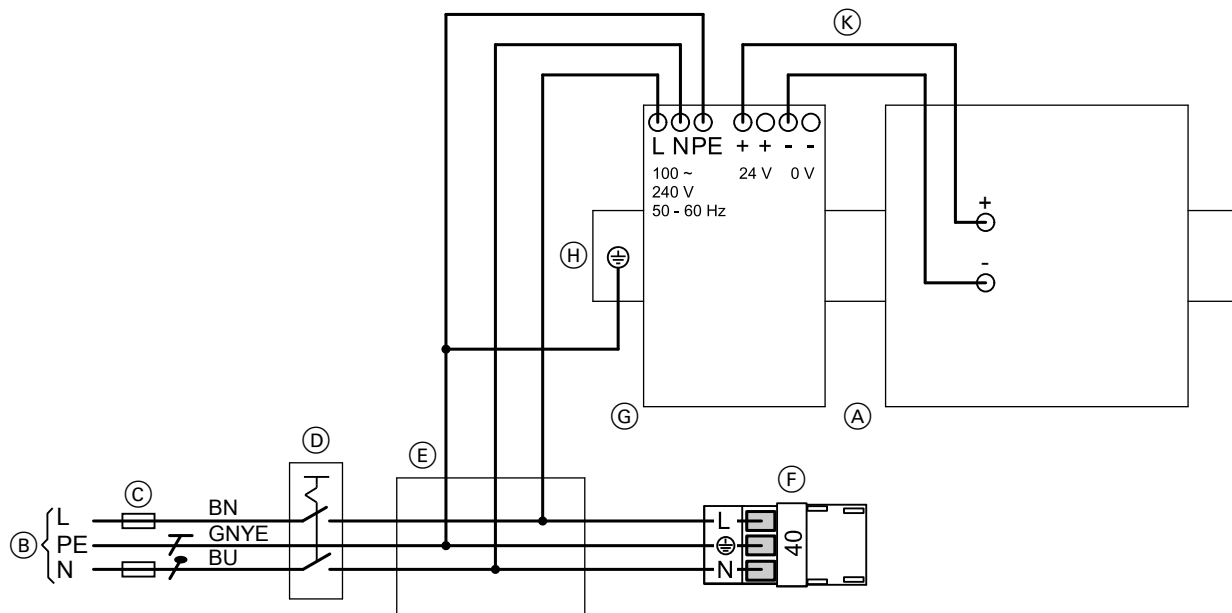 Ⓚ
L N PE + + - -
100 ~ 24 V 0 V
240 V
50 - 60 Hz
+
Ⓗ
-
Ⓖ Ⓐ
Ⓓ
Ⓔ
Ⓒ Ⓕ
L BN L
Ⓑ PE GNYE 40
N BU N